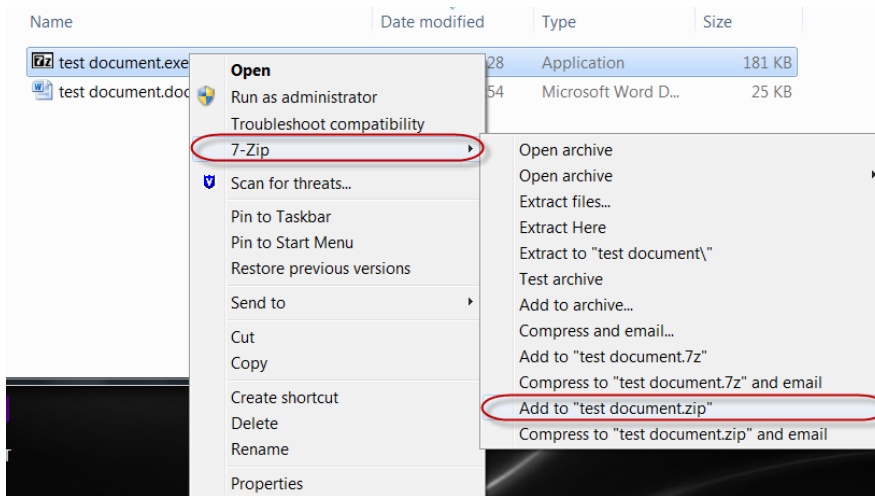 Name Date modified Type Size
7z test document.exe 28 Application 181 KB
test document.doc 54 Microsoft Word D... 25 KB
Open
Run as administrator
Troubleshoot compatibility
7-Zip
Scan for threats...
Pin to Taskbar
Pin to Start Menu
Restore previous versions
Send to
Cut
Copy
Create shortcut
Delete
Rename
Properties
Open archive
Open archive
Extract files...
Extract Here
Extract to "test document\"
Test archive
Add to archive...
Compress and email...
Add to "test document.7z"
Compress to "test document.7z" and email
Add to "test document.zip"
Compress to "test document.zip" and email